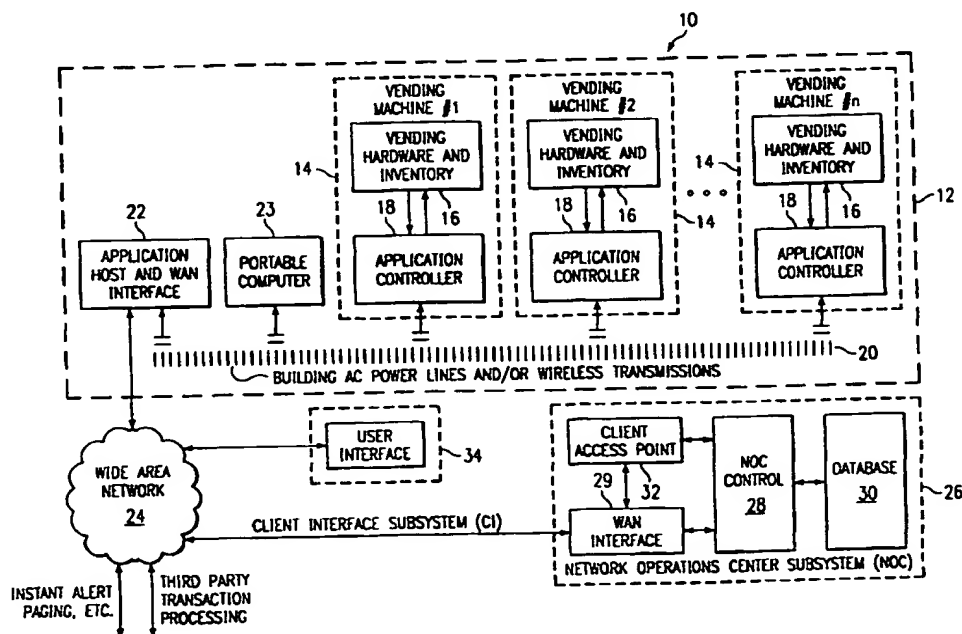 10
VENDING
MACHINE #1
VENDING
HARDWARE AND
INVENTORY
14
18
16
APPLICATION
CONTROLLER
VENDING
MACHINE #2
VENDING
HARDWARE AND
INVENTORY
18
16
14
APPLICATION
CONTROLLER
VENDING
MACHINE #n
VENDING
HARDWARE AND
INVENTORY
14
18
16
12
APPLICATION
CONTROLLER
22
APPLICATION
HOST AND WAN
INTERFACE
23
PORTABLE
COMPUTER
20
BUILDING AC POWER LINES AND/OR WIRELESS TRANSMISSIONS
WIDE AREA
NETWORK
24
USER
INTERFACE
34
CLIENT INTERFACE SUBSYSTEM (CI)
CLIENT
ACCESS POINT
32
29
WAN
INTERFACE
NOC
CONTROL
28
DATABASE
30
26
NETWORK OPERATIONS CENTER SUBSYSTEM (NOC)
INSTANT ALERT
PAGING, ETC.
THIRD PARTY
TRANSACTION
PROCESSING